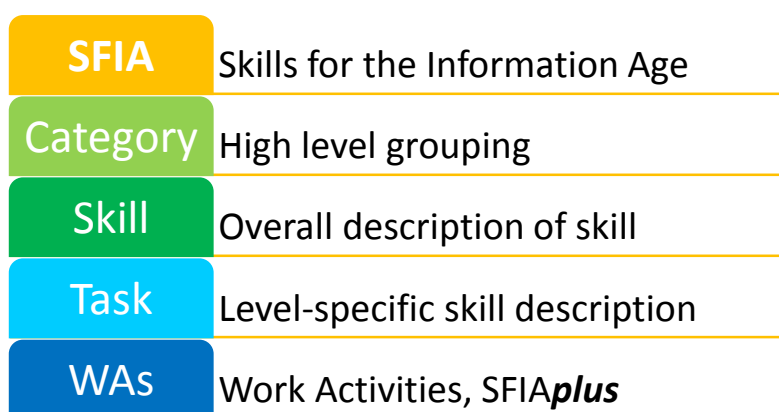 SFIA Skills for the Information Age
Category High level grouping
Skill Overall description of skill
Task Level-specific skill description
WAs Work Activities, SFIAplus